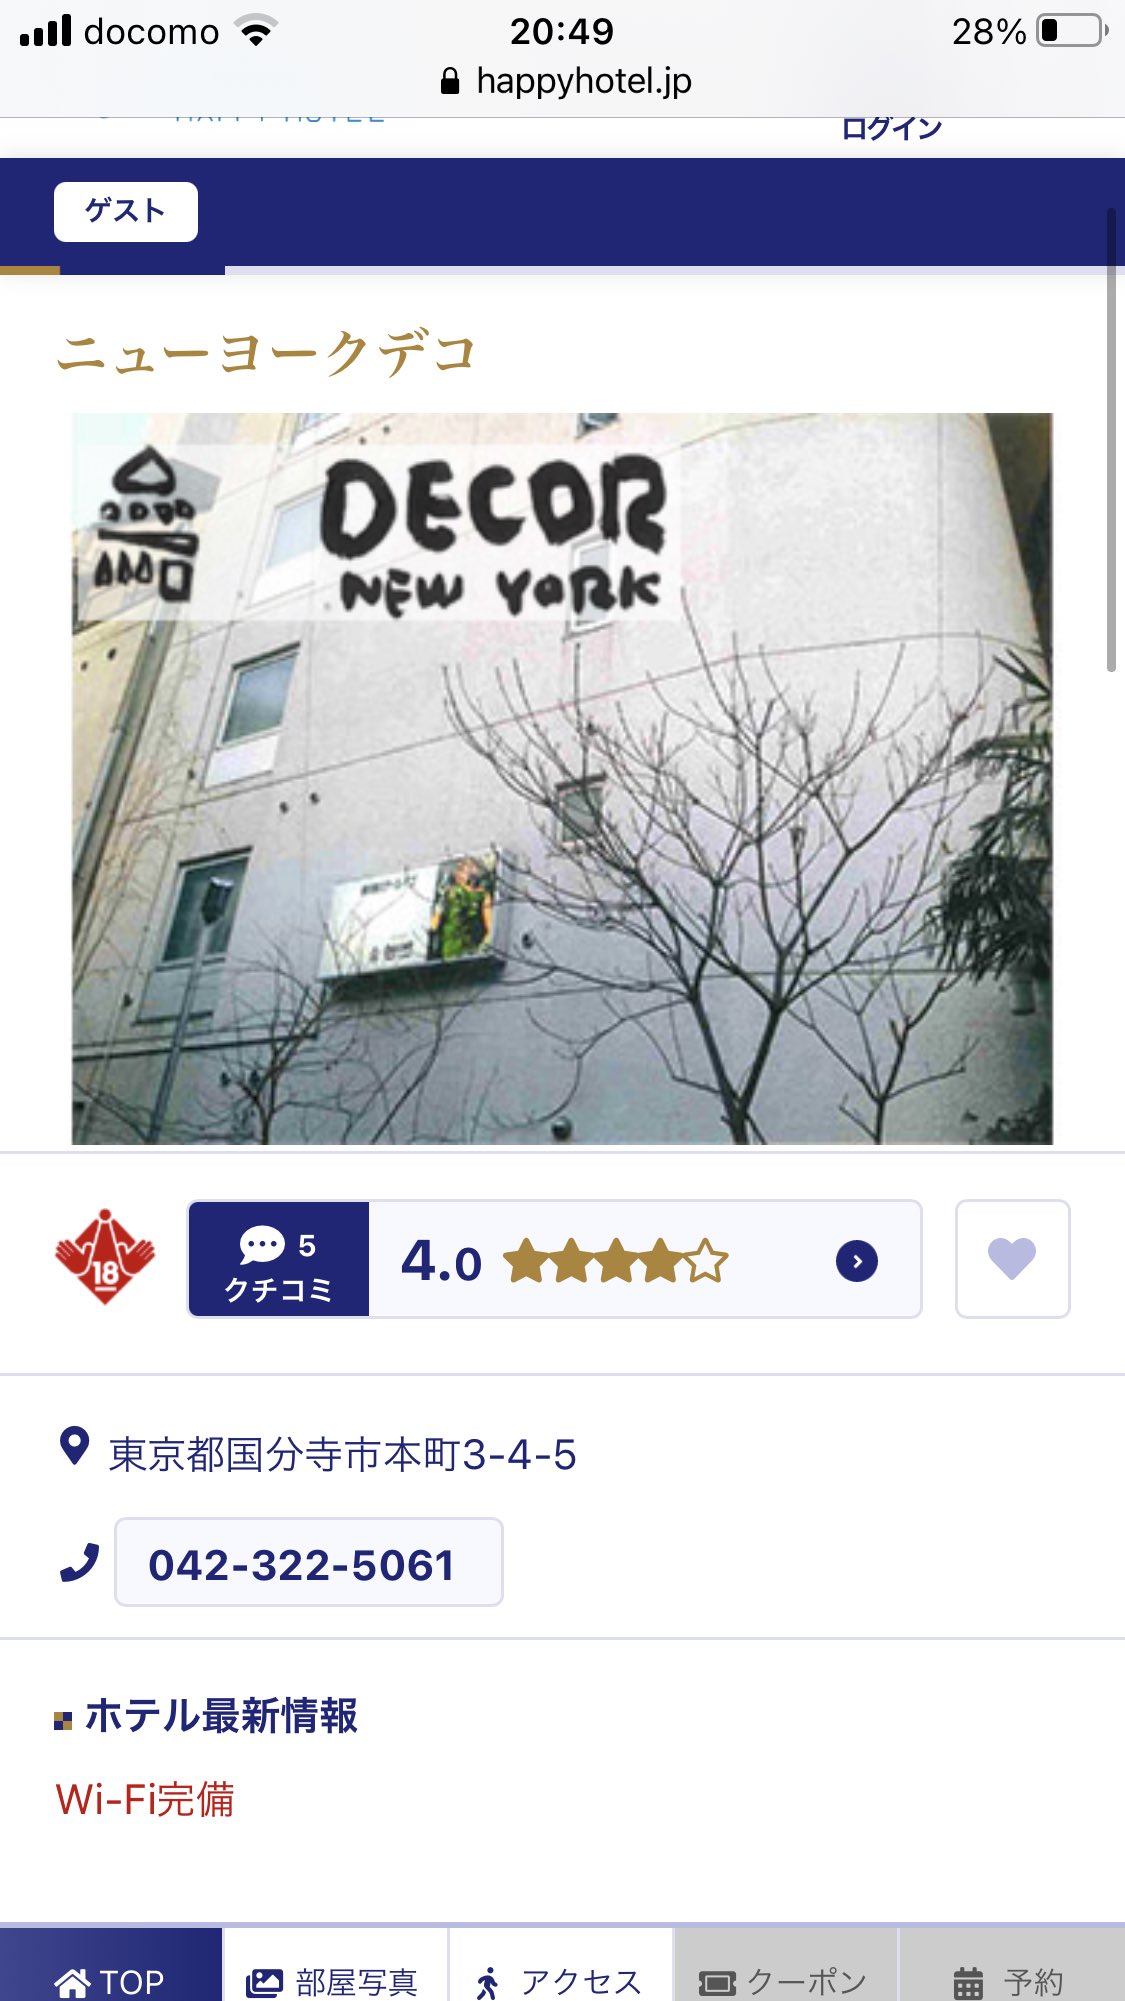 docomo 20:49 28%
happyhotel.jp
ログイン
ゲスト
ニューヨークデコ
DECOR
NEW YORK
18
5
クチコミ
4.0
東京都国分寺市本町3-4-5
042-322-5061
ホテル最新情報
Wi-Fi完備
TOP 部屋写真 アクセス クーポン 予約